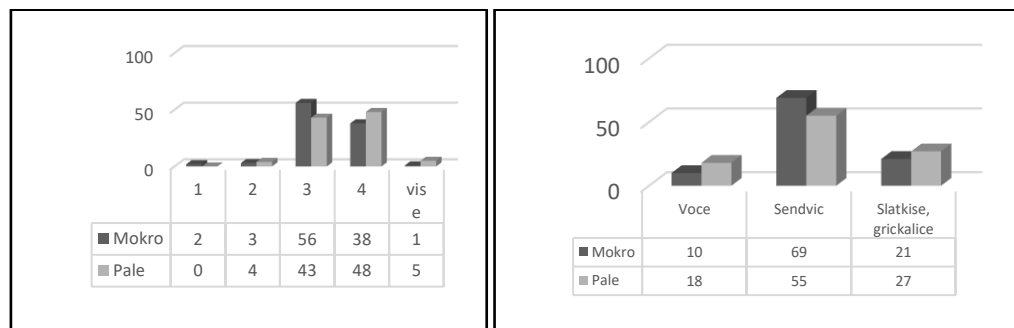 100
50
0
1 2 3 4 vis
e
Mokro 2 3 56 38 1
Pale 0 4 43 48 5
100
50
0
Voce Sendvic Slatkise,
grickalice
Mokro 10 69 21
Pale 18 55 27